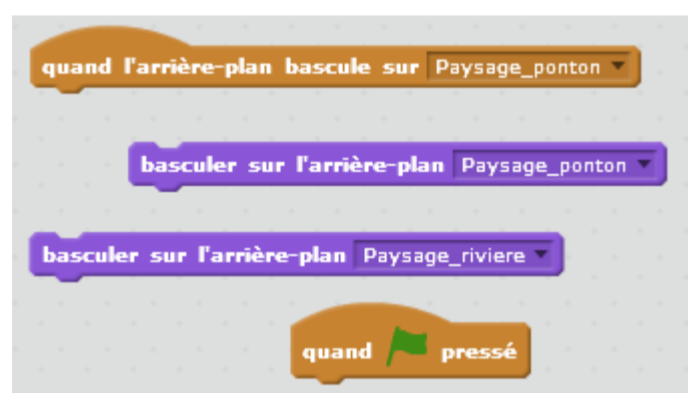 quand l'arrière-plan bascule sur Paysage_ponton
basculer sur l'arrière-plan Paysage_ponton
basculer sur l'arrière-plan Paysage_riviere
quand pressé